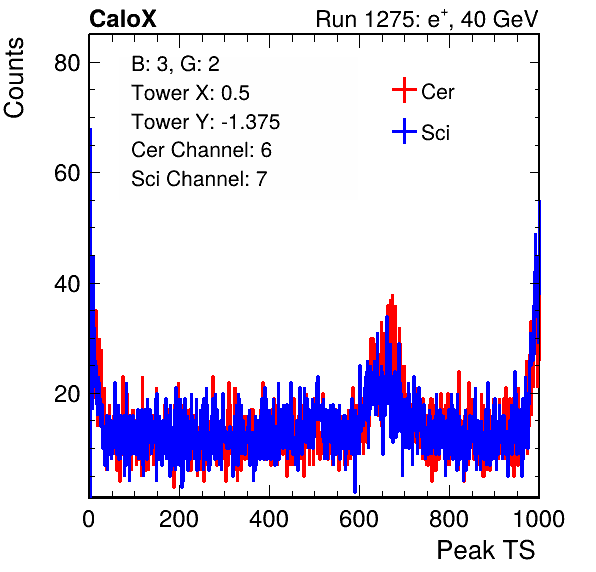 CaloX
Run 1275: e⁺, 40 GeV
Counts
80
60
40
20
B: 3, G: 2
Tower X: 0.5
Tower Y: -1.375
Cer Channel: 6
Sci Channel: 7
Cer
Sci
0
200
400
600
800
1000
Peak TS